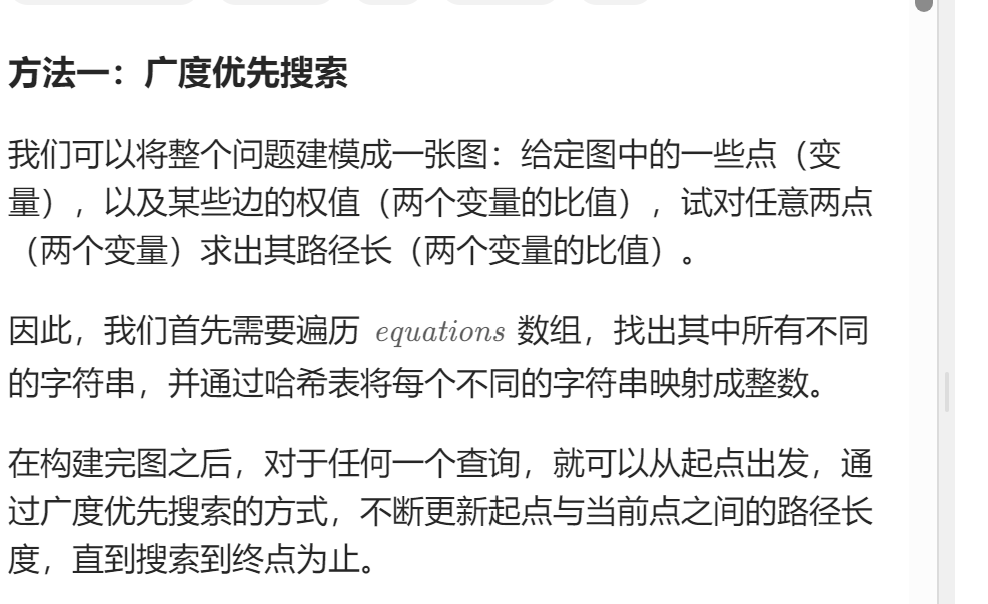 方法一：广度优先搜索
我们可以将整个问题建模成一张图：给定图中的一些点（变
量），以及某些边的权值（两个变量的比值），试对任意两点
（两个变量）求出其路径长（两个变量的比值）。
因此，我们首先需要遍历 equations 数组，找出其中所有不同
的字符串，并通过哈希表将每个不同的字符串映射成整数。
在构建完图之后，对于任何一个查询，就可以从起点出发，通
过广度优先搜索的方式，不断更新起点与当前点之间的路径长
度，直到搜索到终点为止。